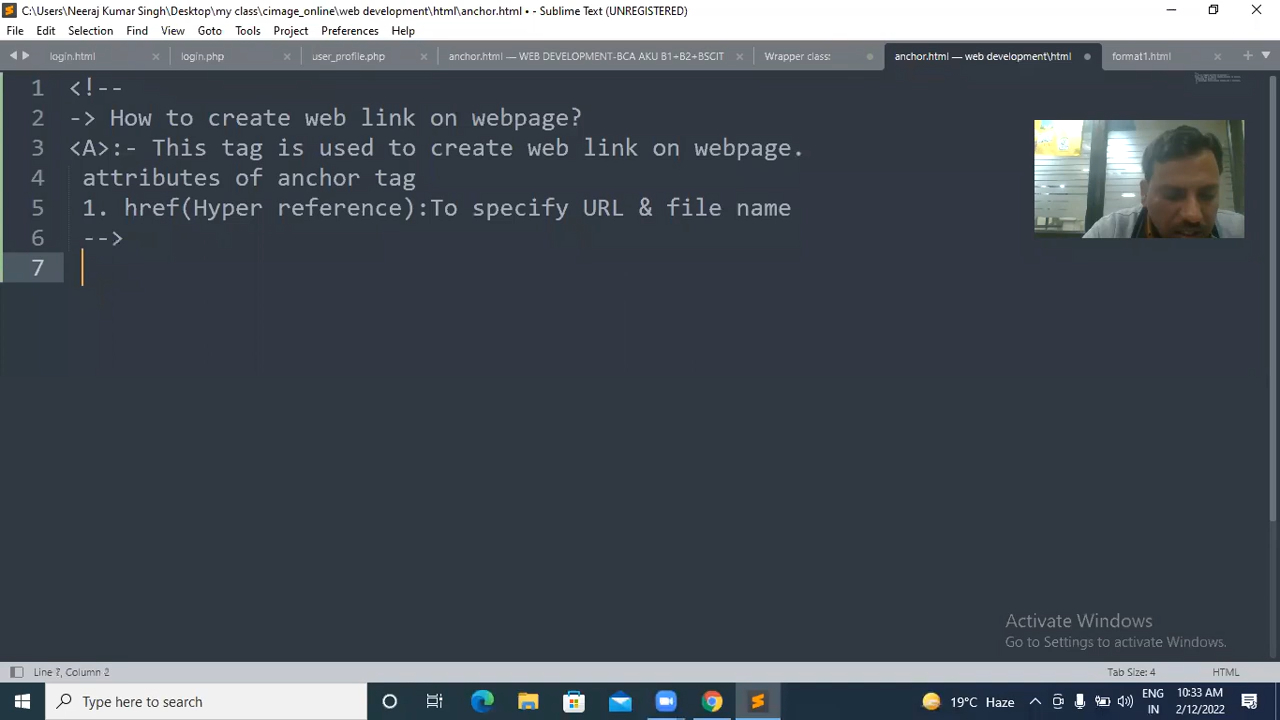 C:\Users\Neeraj Kumar Singh\Desktop\my class\cimage_online\web development\html\anchor.html • - Sublime Text (UNREGISTERED)
File Edit Selection Find View Goto Tools Project Preferences Help
login.html × login.php × user_profile.php × anchor.html — WEB DEVELOPMENT-BCA AKU B1+B2+BSCIT × Wrapper class: anchor.html — web development\html format1.html ×
1 <!--
2 -> How to create web link on webpage?
3 <A>:- This tag is used to create web link on webpage.
4 attributes of anchor tag
5 1. href(Hyper reference):To specify URL & file name
6 -->
7
Activate Windows
Go to Settings to activate Windows.
Line 7, Column 2 Tab Size: 4 HTML
Type here to search 19°C Haze ENG IN 10:33 AM 2/12/2022